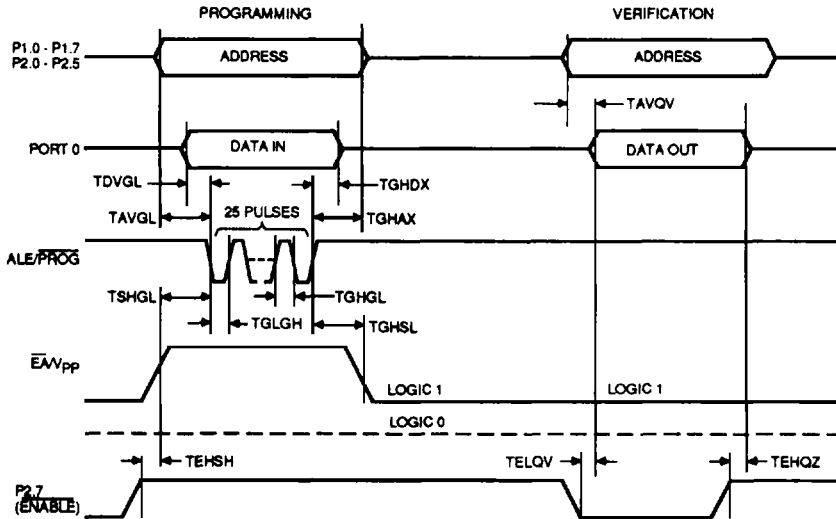 PROGRAMMING VERIFICATION
P1.0 - P1.7
P2.0 - P2.5
ADDRESS ADDRESS
TAVQV
PORT 0 DATA IN DATA OUT
TDVGL TGHDX
25 PULSES
TAVGL TGHAX
ALE/PROG
TSHGL TGHGL
TGLGH TGHSL
EA/VPP
LOGIC 1 LOGIC 1
LOGIC 0
TEHSH TELQV TEHQZ
P2.7
(ENABLE)